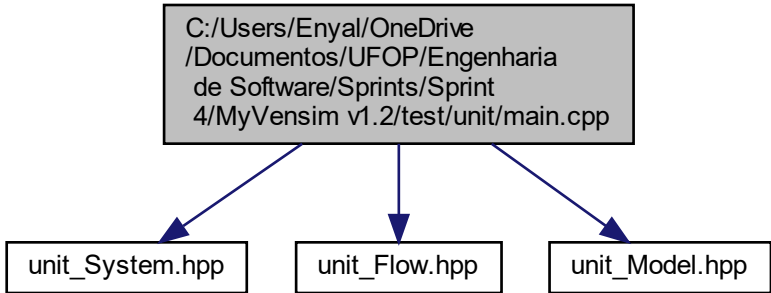 C:/Users/Enyal/OneDrive
/Documentos/UFOP/Engenharia
de Software/Sprints/Sprint
4/MyVensim v1.2/test/unit/main.cpp
unit_System.hpp
unit_Flow.hpp
unit_Model.hpp